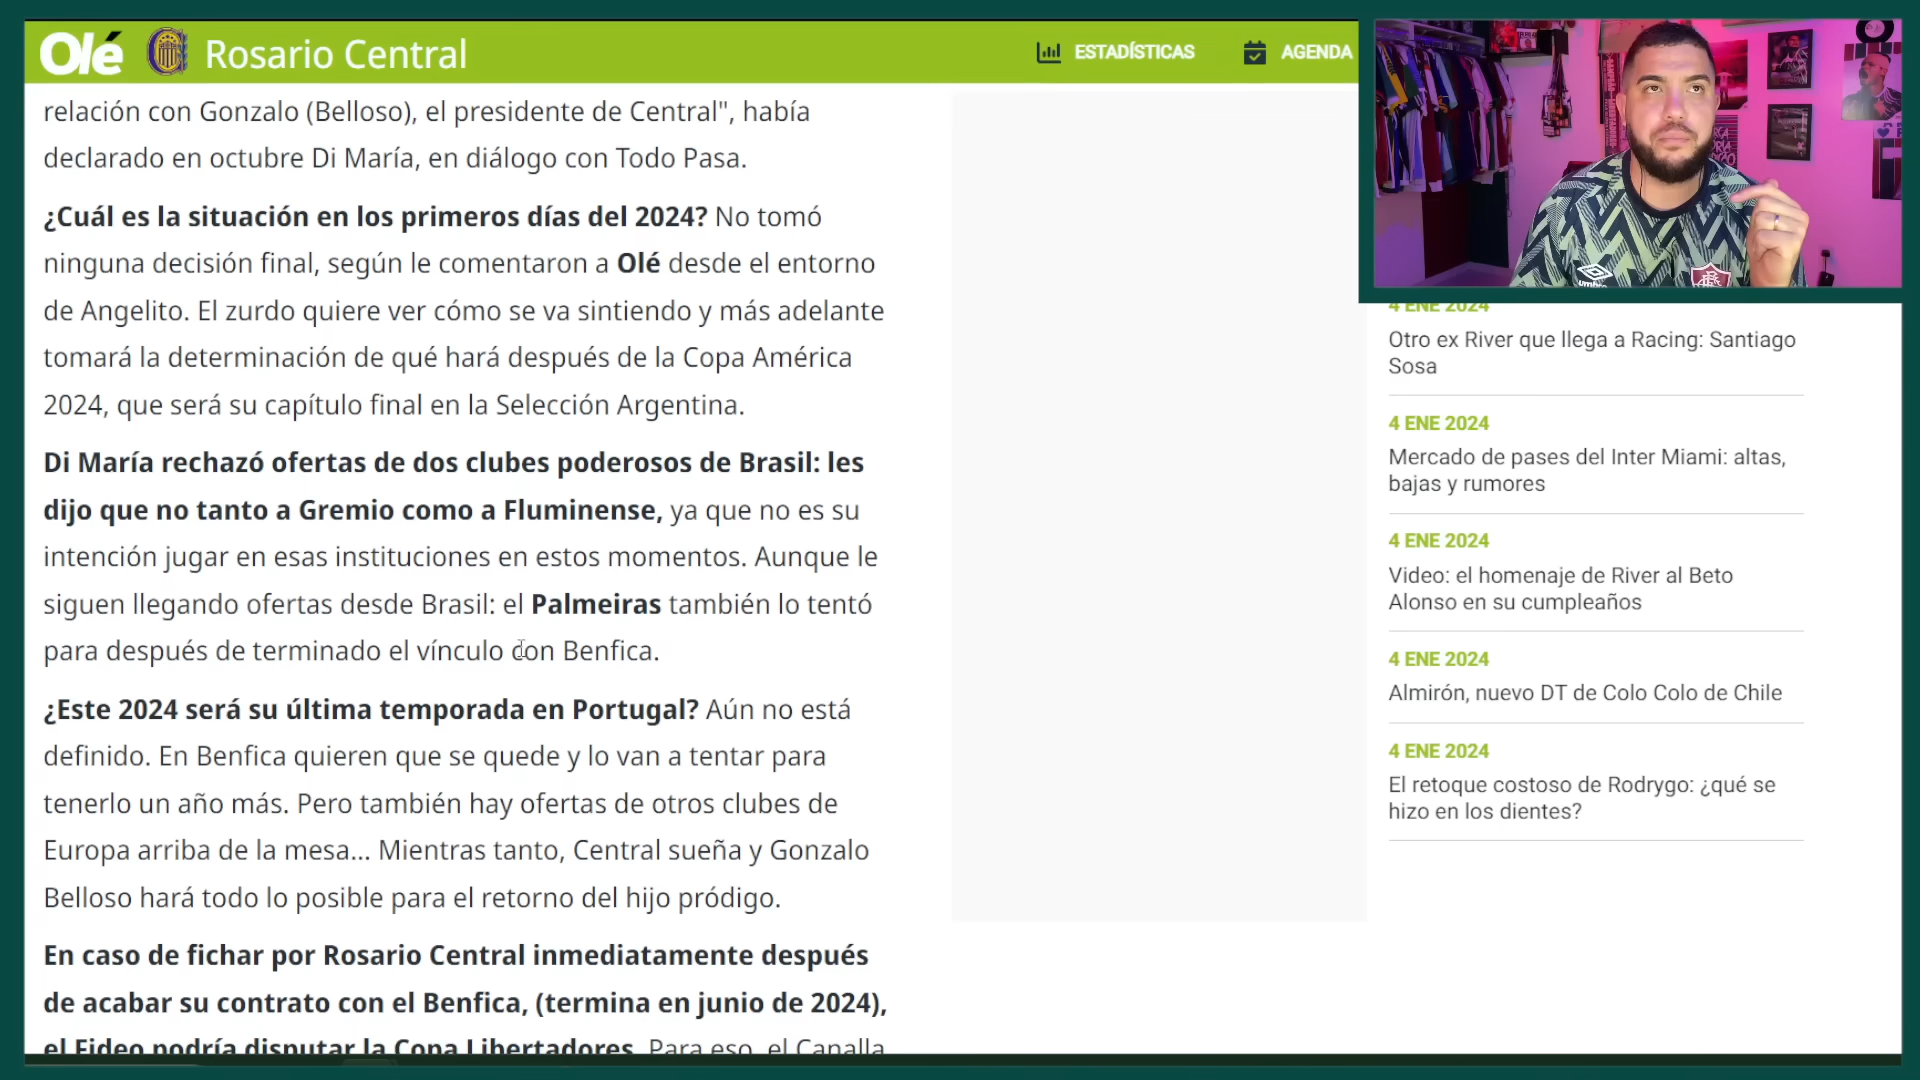 Olé Rosario Central ESTADÍSTICAS AGENDA
relación con Gonzalo (Belloso), el presidente de Central", había
declarado en octubre Di María, en diálogo con Todo Pasa.
¿Cuál es la situación en los primeros días del 2024? No tomó
ninguna decisión final, según le comentaron a Olé desde el entorno
de Angelito. El zurdo quiere ver cómo se va sintiendo y más adelante
tomará la determinación de qué hará después de la Copa América
2024, que será su capítulo final en la Selección Argentina.
Di María rechazó ofertas de dos clubes poderosos de Brasil: les
dijo que no tanto a Gremio como a Fluminense, ya que no es su
intención jugar en esas instituciones en estos momentos. Aunque le
siguen llegando ofertas desde Brasil: el Palmeiras también lo tentó
para después de terminado el vínculo con Benfica.
¿Este 2024 será su última temporada en Portugal? Aún no está
definido. En Benfica quieren que se quede y lo van a tentar para
tenerlo un año más. Pero también hay ofertas de otros clubes de
Europa arriba de la mesa... Mientras tanto, Central sueña y Gonzalo
Belloso hará todo lo posible para el retorno del hijo pródigo.
En caso de fichar por Rosario Central inmediatamente después
de acabar su contrato con el Benfica, (termina en junio de 2024),
el Fideo podría disputar la Copa Libertadores. Para eso, el Canalla
4 ENE 2024
Otro ex River que llega a Racing: Santiago
Sosa
4 ENE 2024
Mercado de pases del Inter Miami: altas,
bajas y rumores
4 ENE 2024
Video: el homenaje de River al Beto
Alonso en su cumpleaños
4 ENE 2024
Almirón, nuevo DT de Colo Colo de Chile
4 ENE 2024
El retoque costoso de Rodrygo: ¿qué se
hizo en los dientes?
umbro